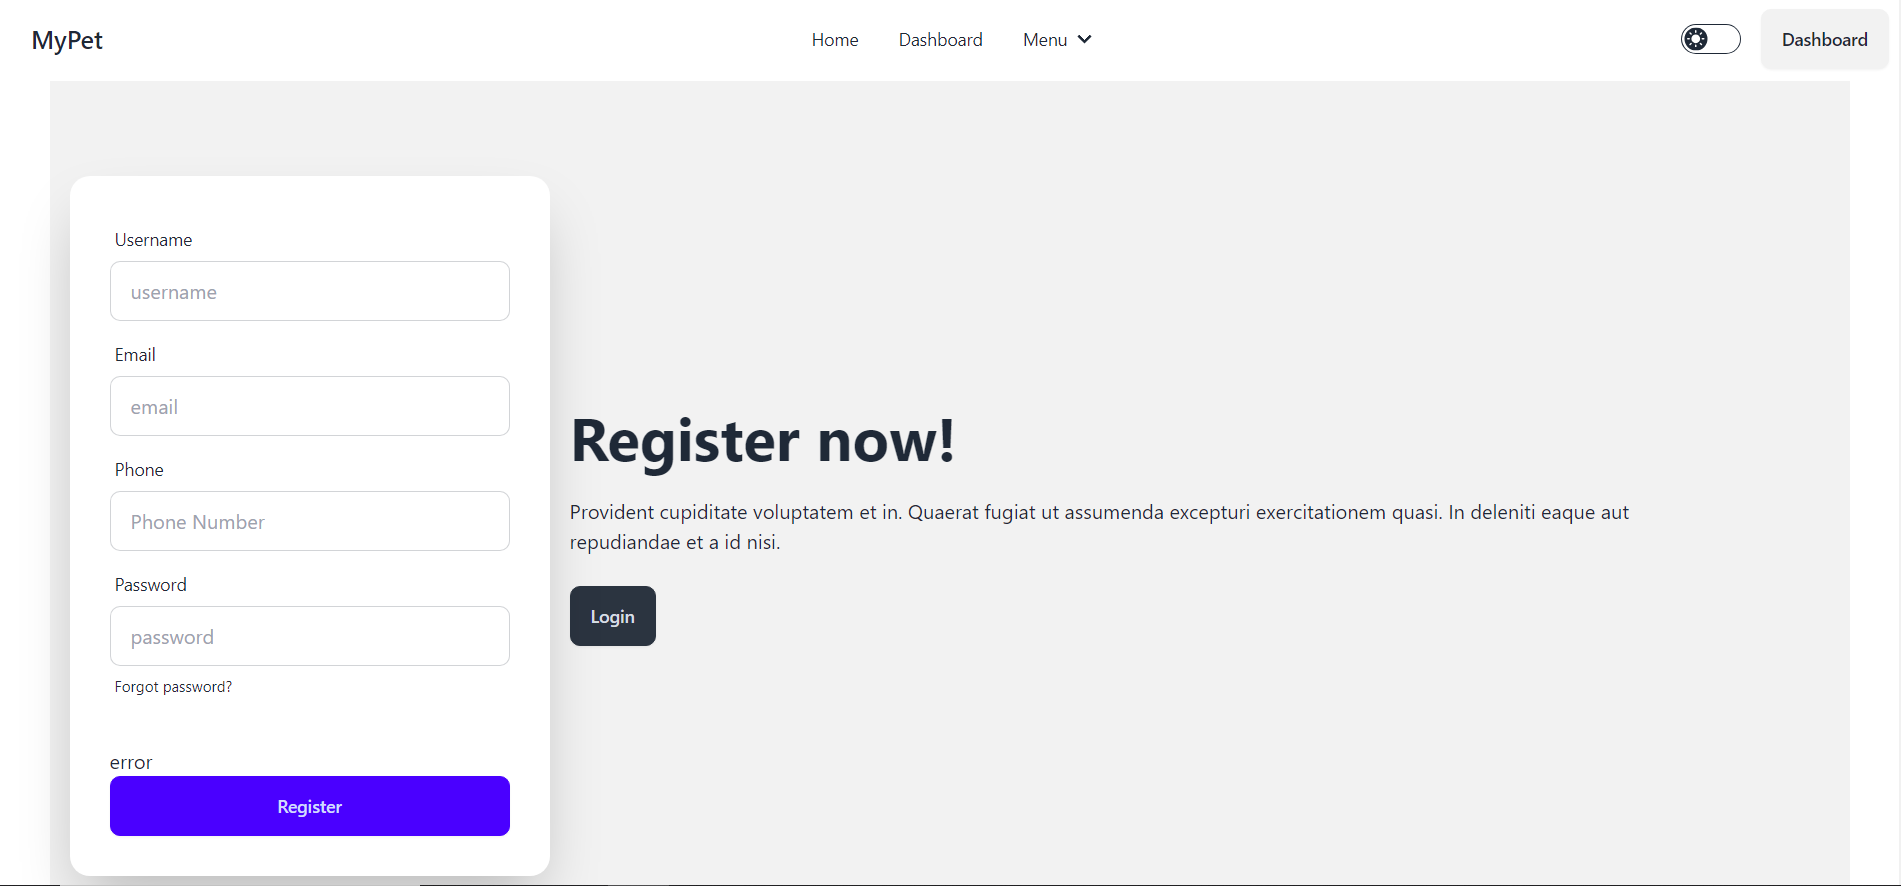 MyPet
Home
Dashboard
Menu
Dashboard
Username
username
Email
email
Phone
Phone Number
Password
password
Forgot password?
error
Register
Register now!
Provident cupiditate voluptatem et in. Quaerat fugiat ut assumenda excepturi exercitationem quasi. In deleniti eaque aut
repudiandae et a id nisi.
Login